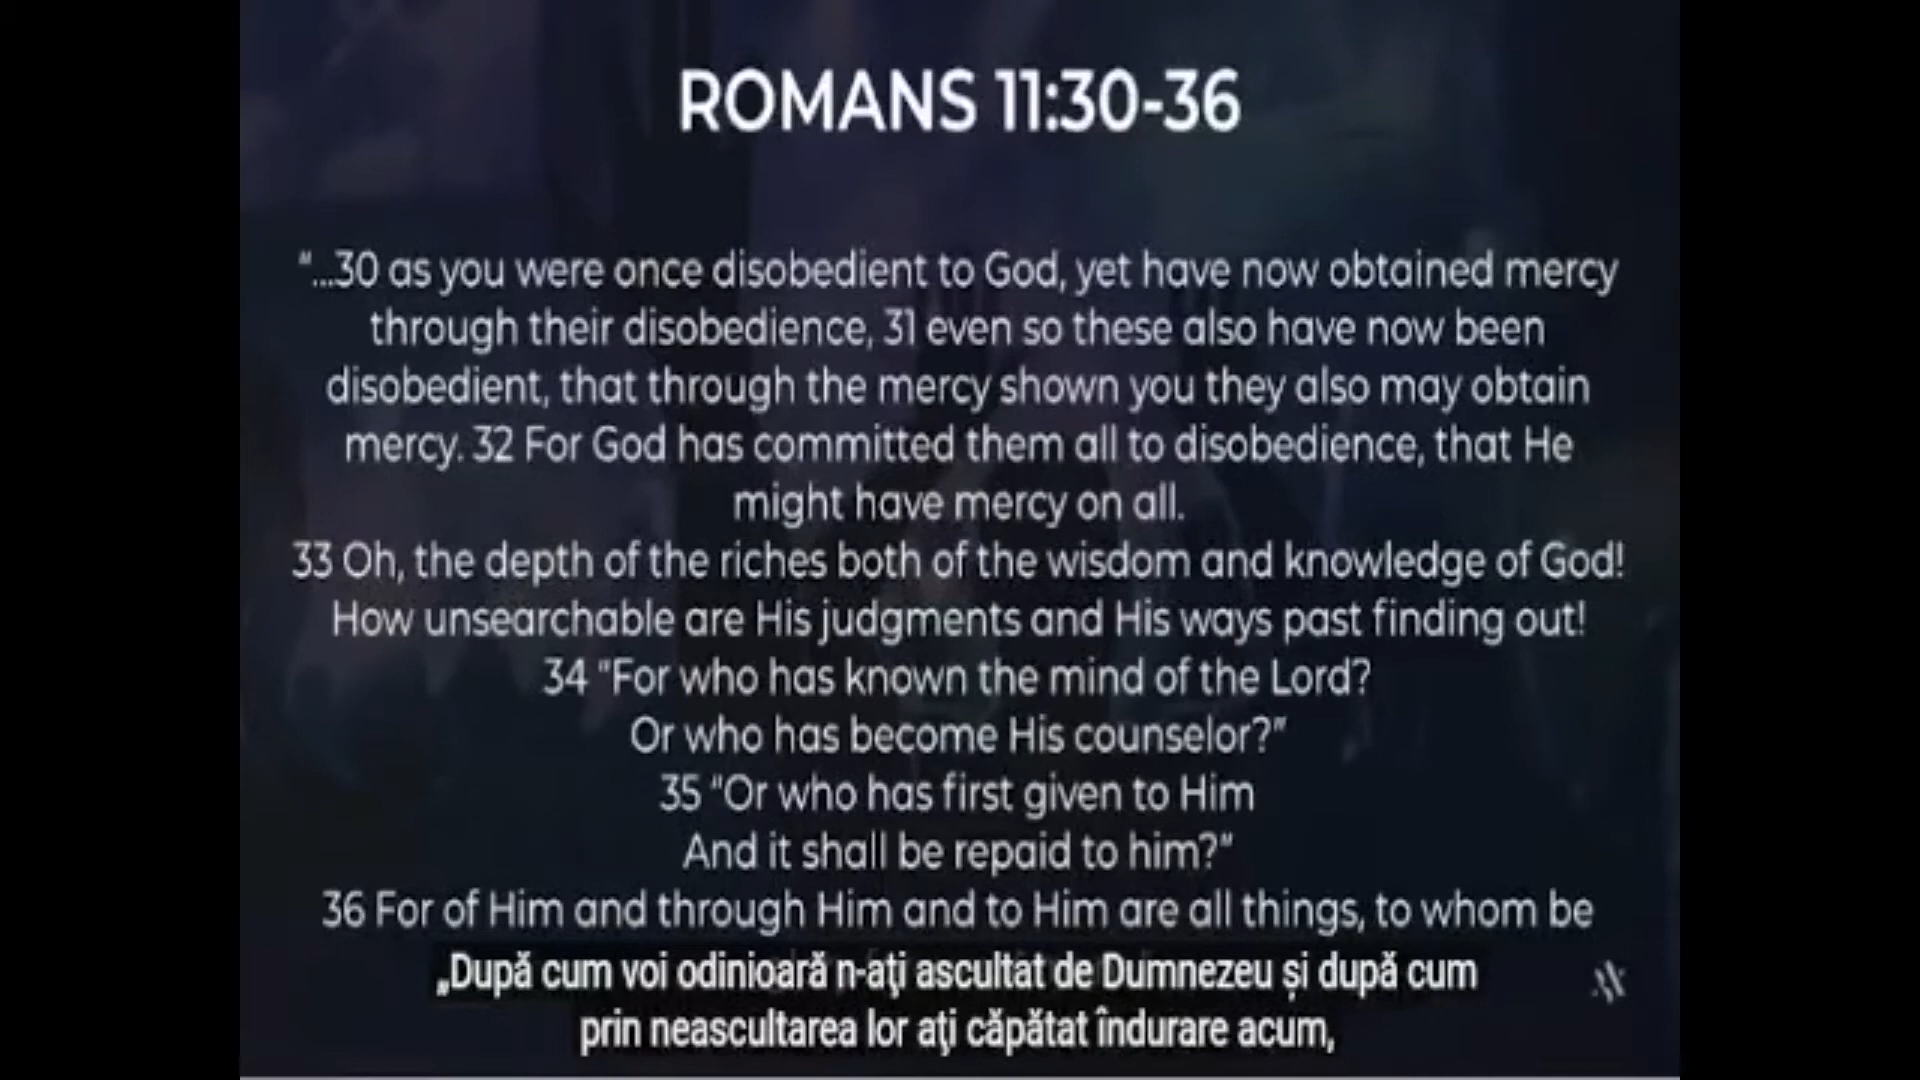 ROMANS 11:30-36
"...30 as you were once disobedient to God, yet have now obtained mercy
through their disobedience, 31 even so these also have now been
disobedient, that through the mercy shown you they also may obtain
mercy. 32 For God has committed them all to disobedience, that He
might have mercy on all.
33 Oh, the depth of the riches both of the wisdom and knowledge of God!
How unsearchable are His judgments and His ways past finding out!
34 "For who has known the mind of the Lord?
Or who has become His counselor?"
35 "Or who has first given to Him
And it shall be repaid to him?"
36 For of Him and through Him and to Him are all things, to whom be
„După cum voi odinioară n-aţi ascultat de Dumnezeu și după cum
prin neascultarea lor aţi căpătat îndurare acum,